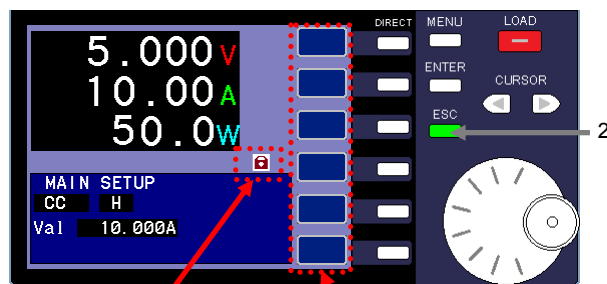 5.000V
10.00A
50.0W
MAIN SETUP
CC H
Val 10.000A
DIRECT
MENU
LOAD
ENTER
CURSOR
ESC
2